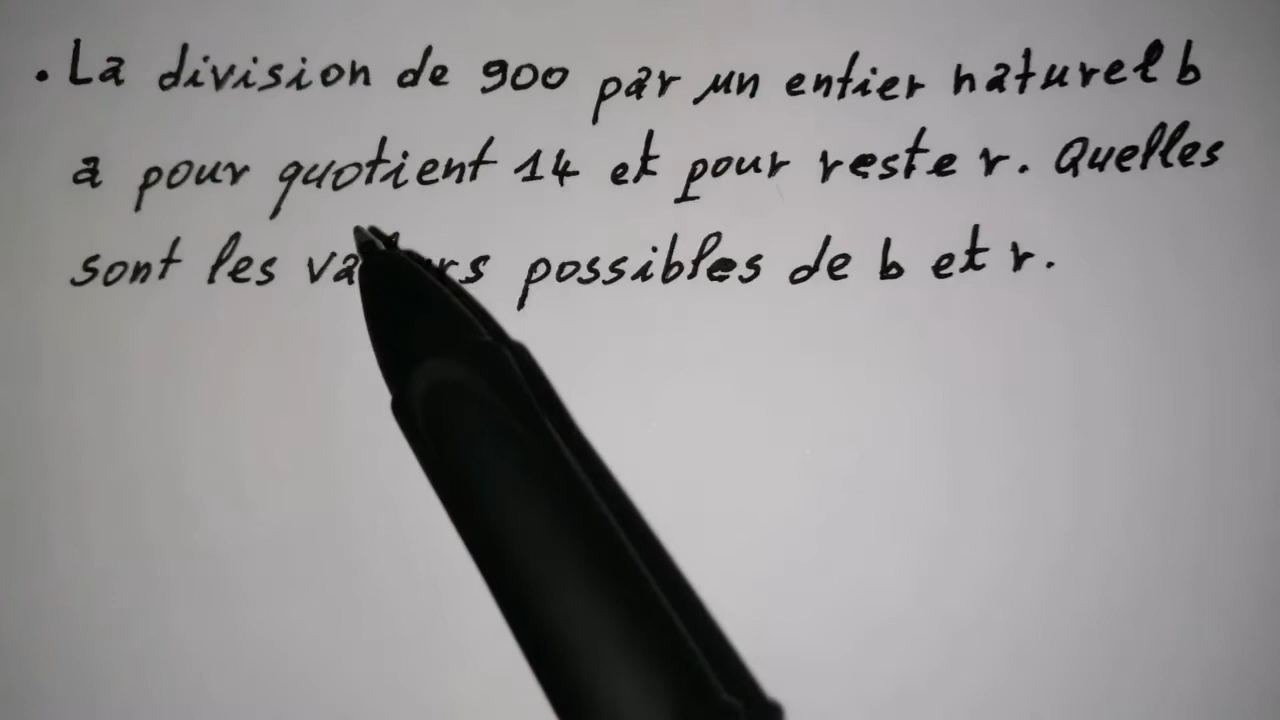 . La division de 900 par un entier naturel b
a pour quotient 14 et pour reste r. Quelles
sont les possibles de b et r.